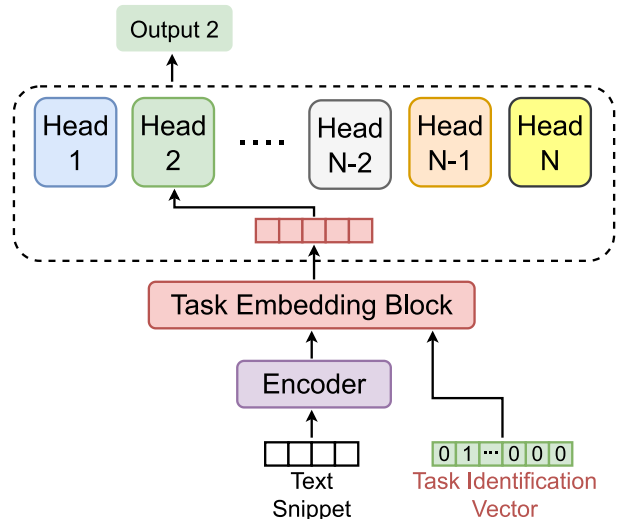 Output 2
Head
1
Head
2
....
Head
N-2
Head
N-1
Head
N
Task Embedding Block
Encoder
0 1 ... 0 0 0
Text
Snippet
Task Identification
Vector